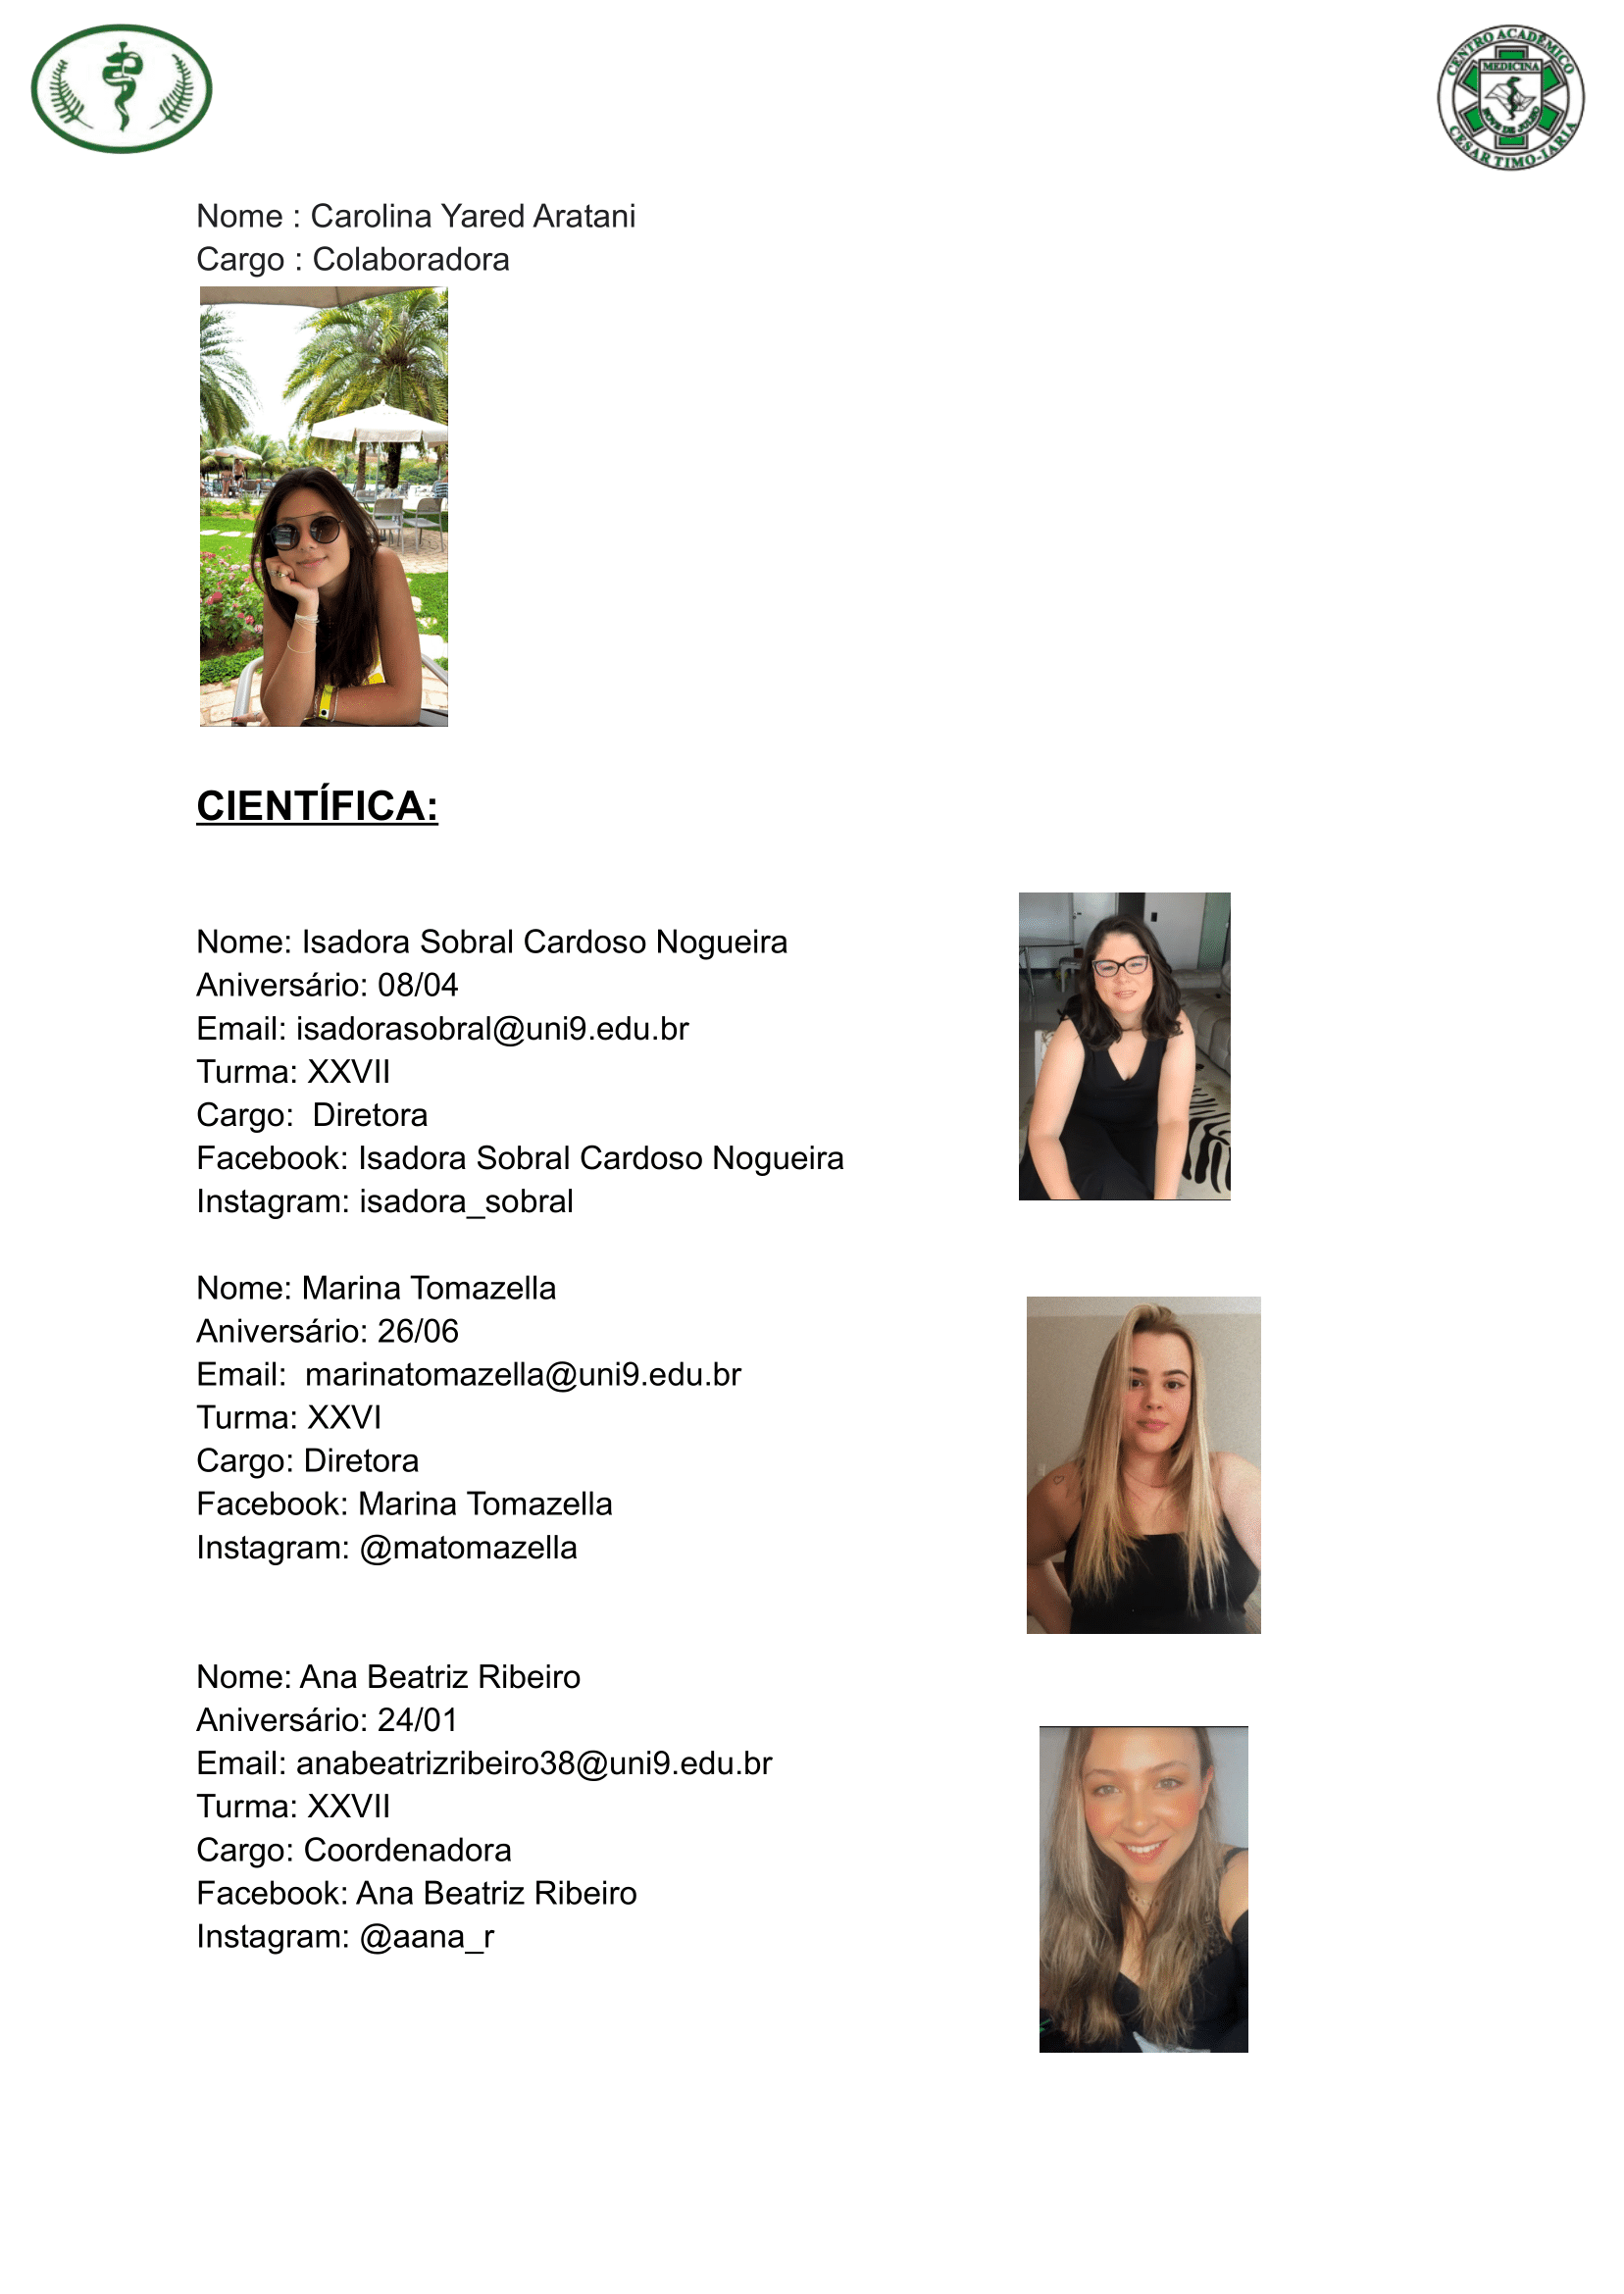 CENTRO ACADÊMICO
MEDICINA
NOVE DE JULHO
CESAR TIMO-IARIA
Nome : Carolina Yared Aratani
Cargo : Colaboradora
CIENTÍFICA:
Nome: Isadora Sobral Cardoso Nogueira
Aniversário: 08/04
Email: isadorasobral@uni9.edu.br
Turma: XXVII
Cargo:  Diretora
Facebook: Isadora Sobral Cardoso Nogueira
Instagram: isadora_sobral
Nome: Marina Tomazella
Aniversário: 26/06
Email:  marinatomazella@uni9.edu.br
Turma: XXVI
Cargo: Diretora
Facebook: Marina Tomazella
Instagram: @matomazella
Nome: Ana Beatriz Ribeiro
Aniversário: 24/01
Email: anabeatrizribeiro38@uni9.edu.br
Turma: XXVII
Cargo: Coordenadora
Facebook: Ana Beatriz Ribeiro
Instagram: @aana_r